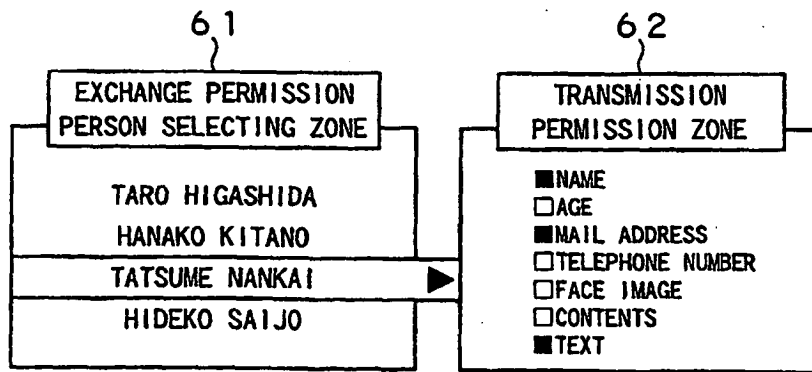 61
EXCHANGE PERMISSION
PERSON SELECTING ZONE
TARO HIGASHIDA
HANAKO KITANO
TATSUME NANKAI ▶
HIDEKO SAIJO
62
TRANSMISSION
PERMISSION ZONE
■NAME
□AGE
■MAIL ADDRESS
□TELEPHONE NUMBER
□FACE IMAGE
□CONTENTS
■TEXT